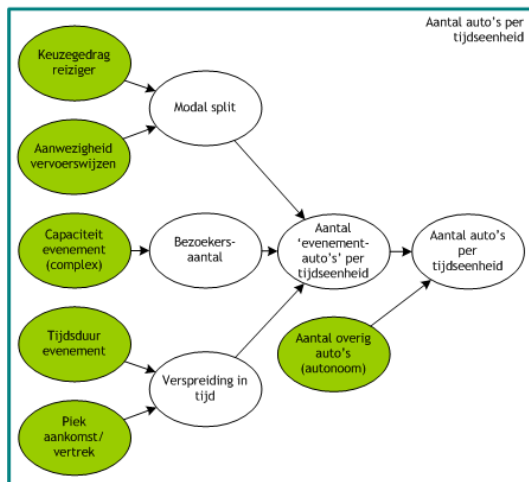 Aantal auto's per
tijdseenheid
Keuzegedrag
reiziger
Modal split
Aanwezigheid
vervoerswijzen
Capaciteit
evenement
(complex)
Bezoekers-
aantal
Aantal
'evenement-
auto's' per
tijdseenheid
Aantal auto's
per
tijdseenheid
Tijdsduur
evenement
Aantal overig
auto's
(autonoom)
Verspreiding in
tijd
Piek
aankomst/
vertrek